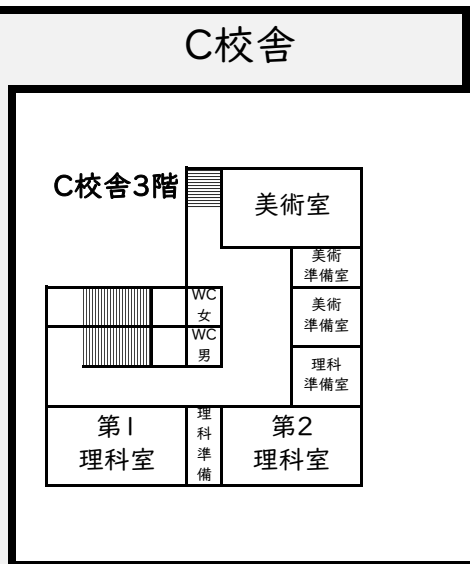 C校舎
C校舎3階
美術室
美術
準備室
WC
女
美術
準備室
WC
男
理科
準備室
第1
理科室
理
科
準
備
第2
理科室